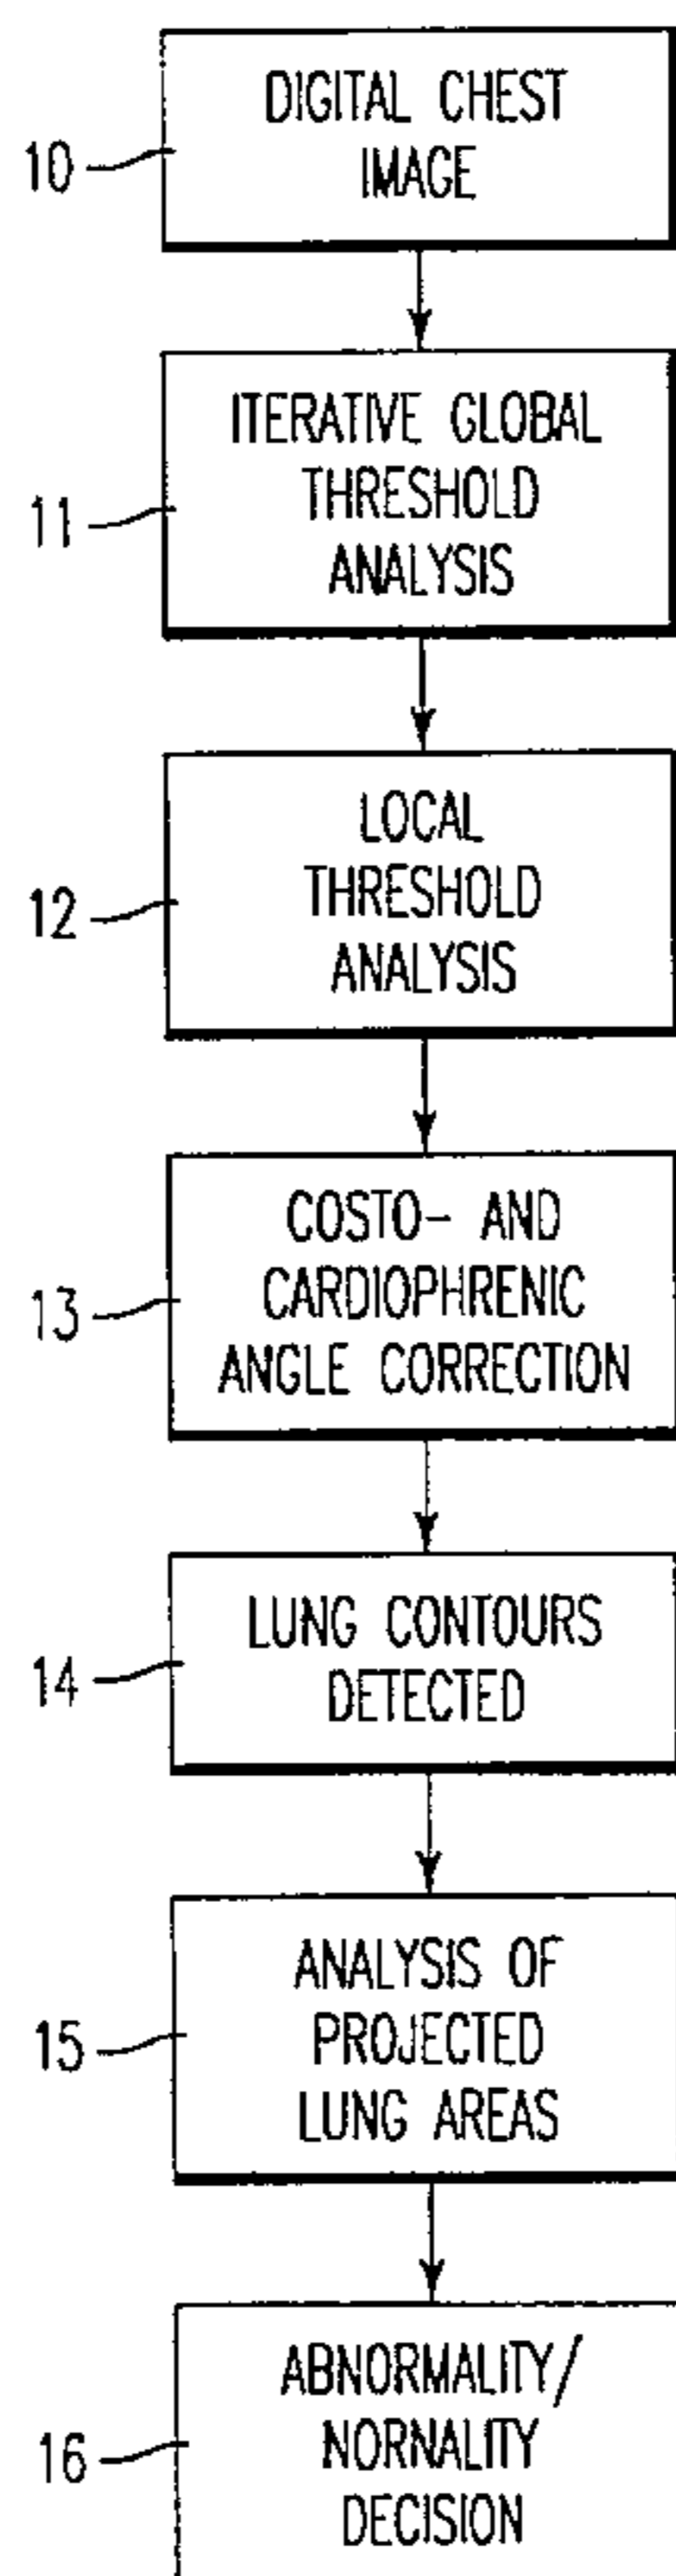 DIGITAL CHEST
IMAGE
10
ITERATIVE GLOBAL
THRESHOLD
ANALYSIS
11
LOCAL
THRESHOLD
ANALYSIS
12
COSTO- AND
CARDIOPHRENIC
ANGLE CORRECTION
13
LUNG CONTOURS
DETECTED
14
ANALYSIS OF
PROJECTED
LUNG AREAS
15
ABNORMALITY/
NORNALITY
DECISION
16